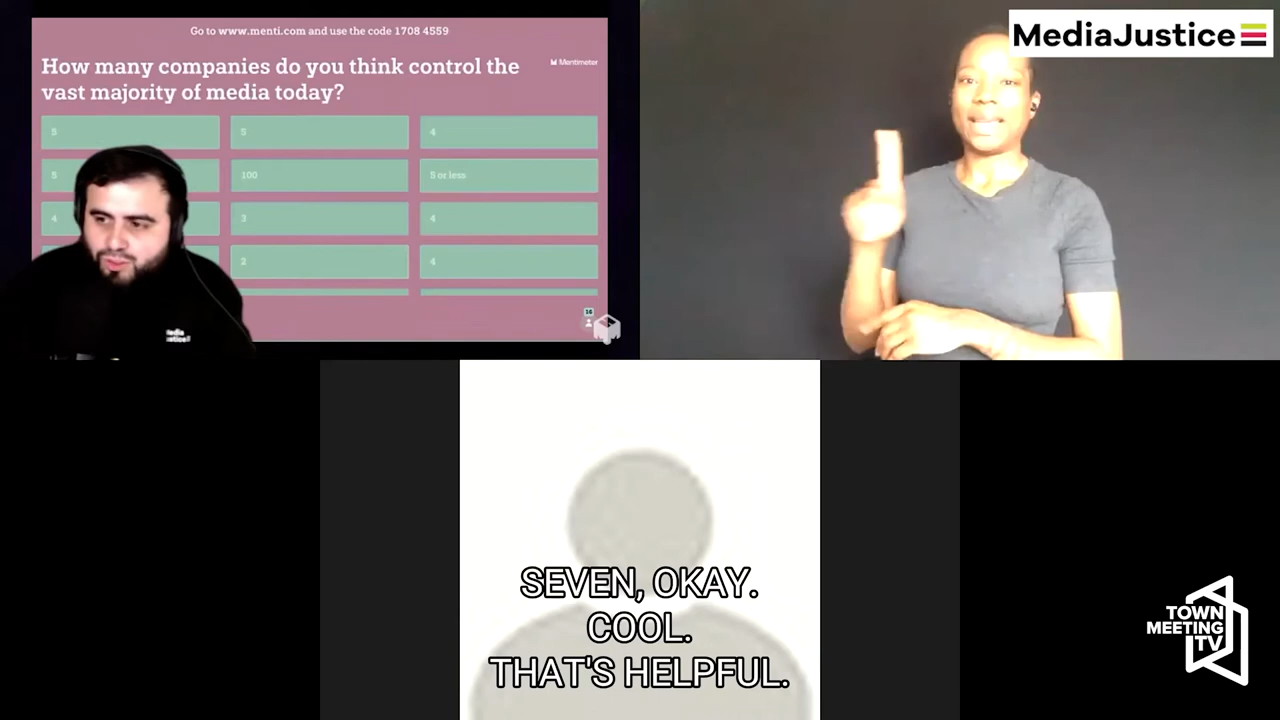 Go to www.menti.com and use the code 1708 4559
How many companies do you think control the
vast majority of media today?
Mentimeter
5 4
5 100 5 or less
4 3 4
2 4
16
MediaJustice
SEVEN, OKAY.
COOL.
THAT'S HELPFUL.
TOWN
MEETING
TV